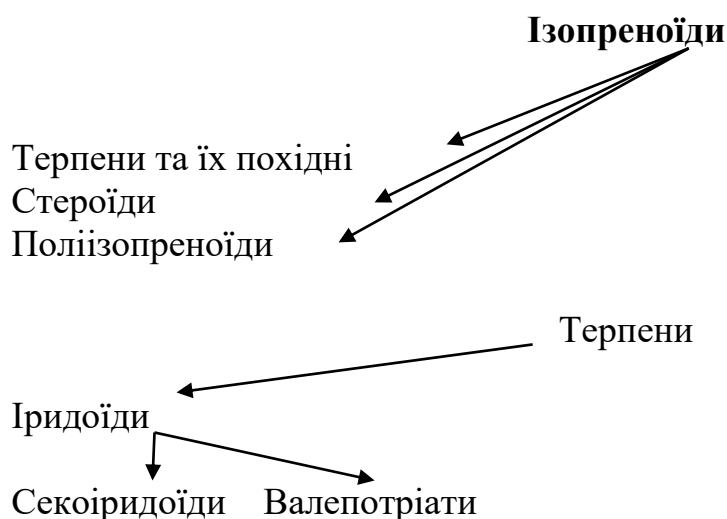 Ізопреноїди
Терпени та їх похідні
Стероїди
Поліізопреноїди
Терпени
Іридоїди
Секоіридоїди Валепотріати